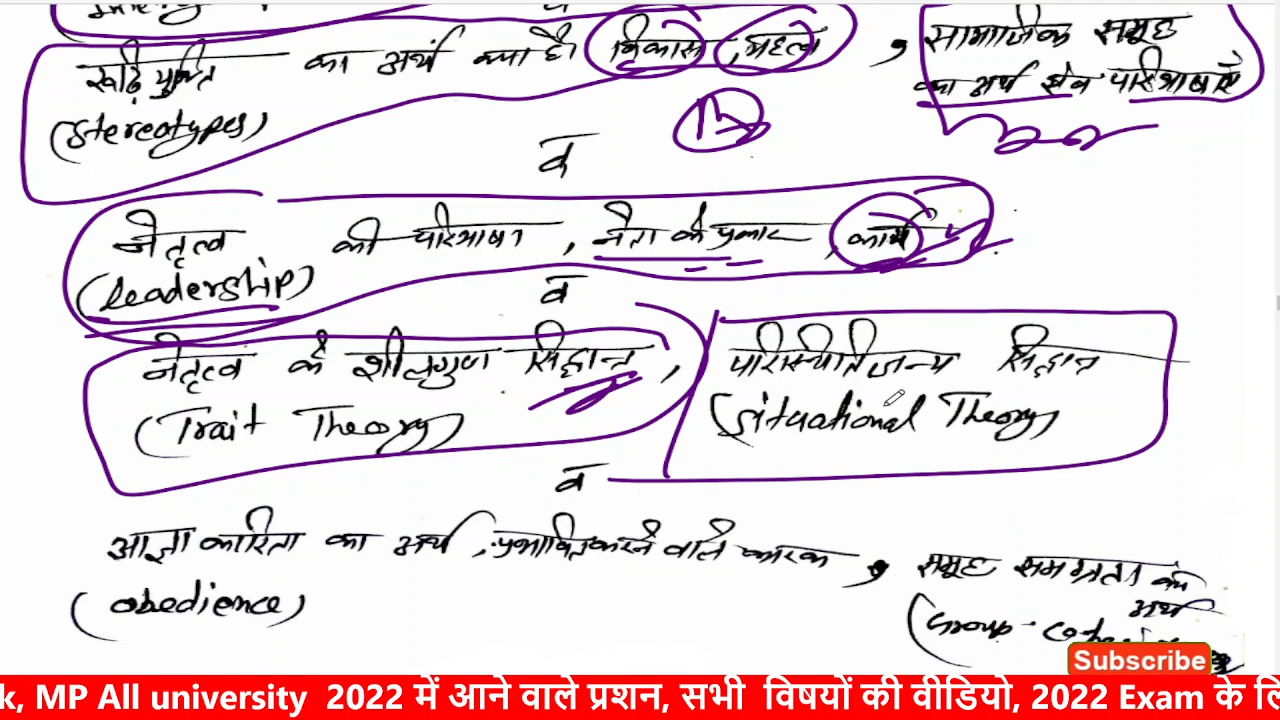 रूढ़ि युक्ति का अर्थ क्या है। विकास, महत्व , सामाजिक समूह
(Stereotypes) का अर्थ एवं परिभाषाएँ
व
नेतृत्व की परिभाषा, नेता के प्रकार, कार्य
(leadership)
व
नेतृत्व के शीलगुण सिद्धान्त , परिस्थितिजन्य सिद्धान्त
(Trait Theory) (Situational Theory)
व
आज्ञाकारिता का अर्थ, प्रभावित करने वाले कारक , समूह समग्रता का
(obedience) अर्थ
(Group-
Subscribe
k, MP All university 2022 में आने वाले प्रशन, सभी विषयों की वीडियो, 2022 Exam के